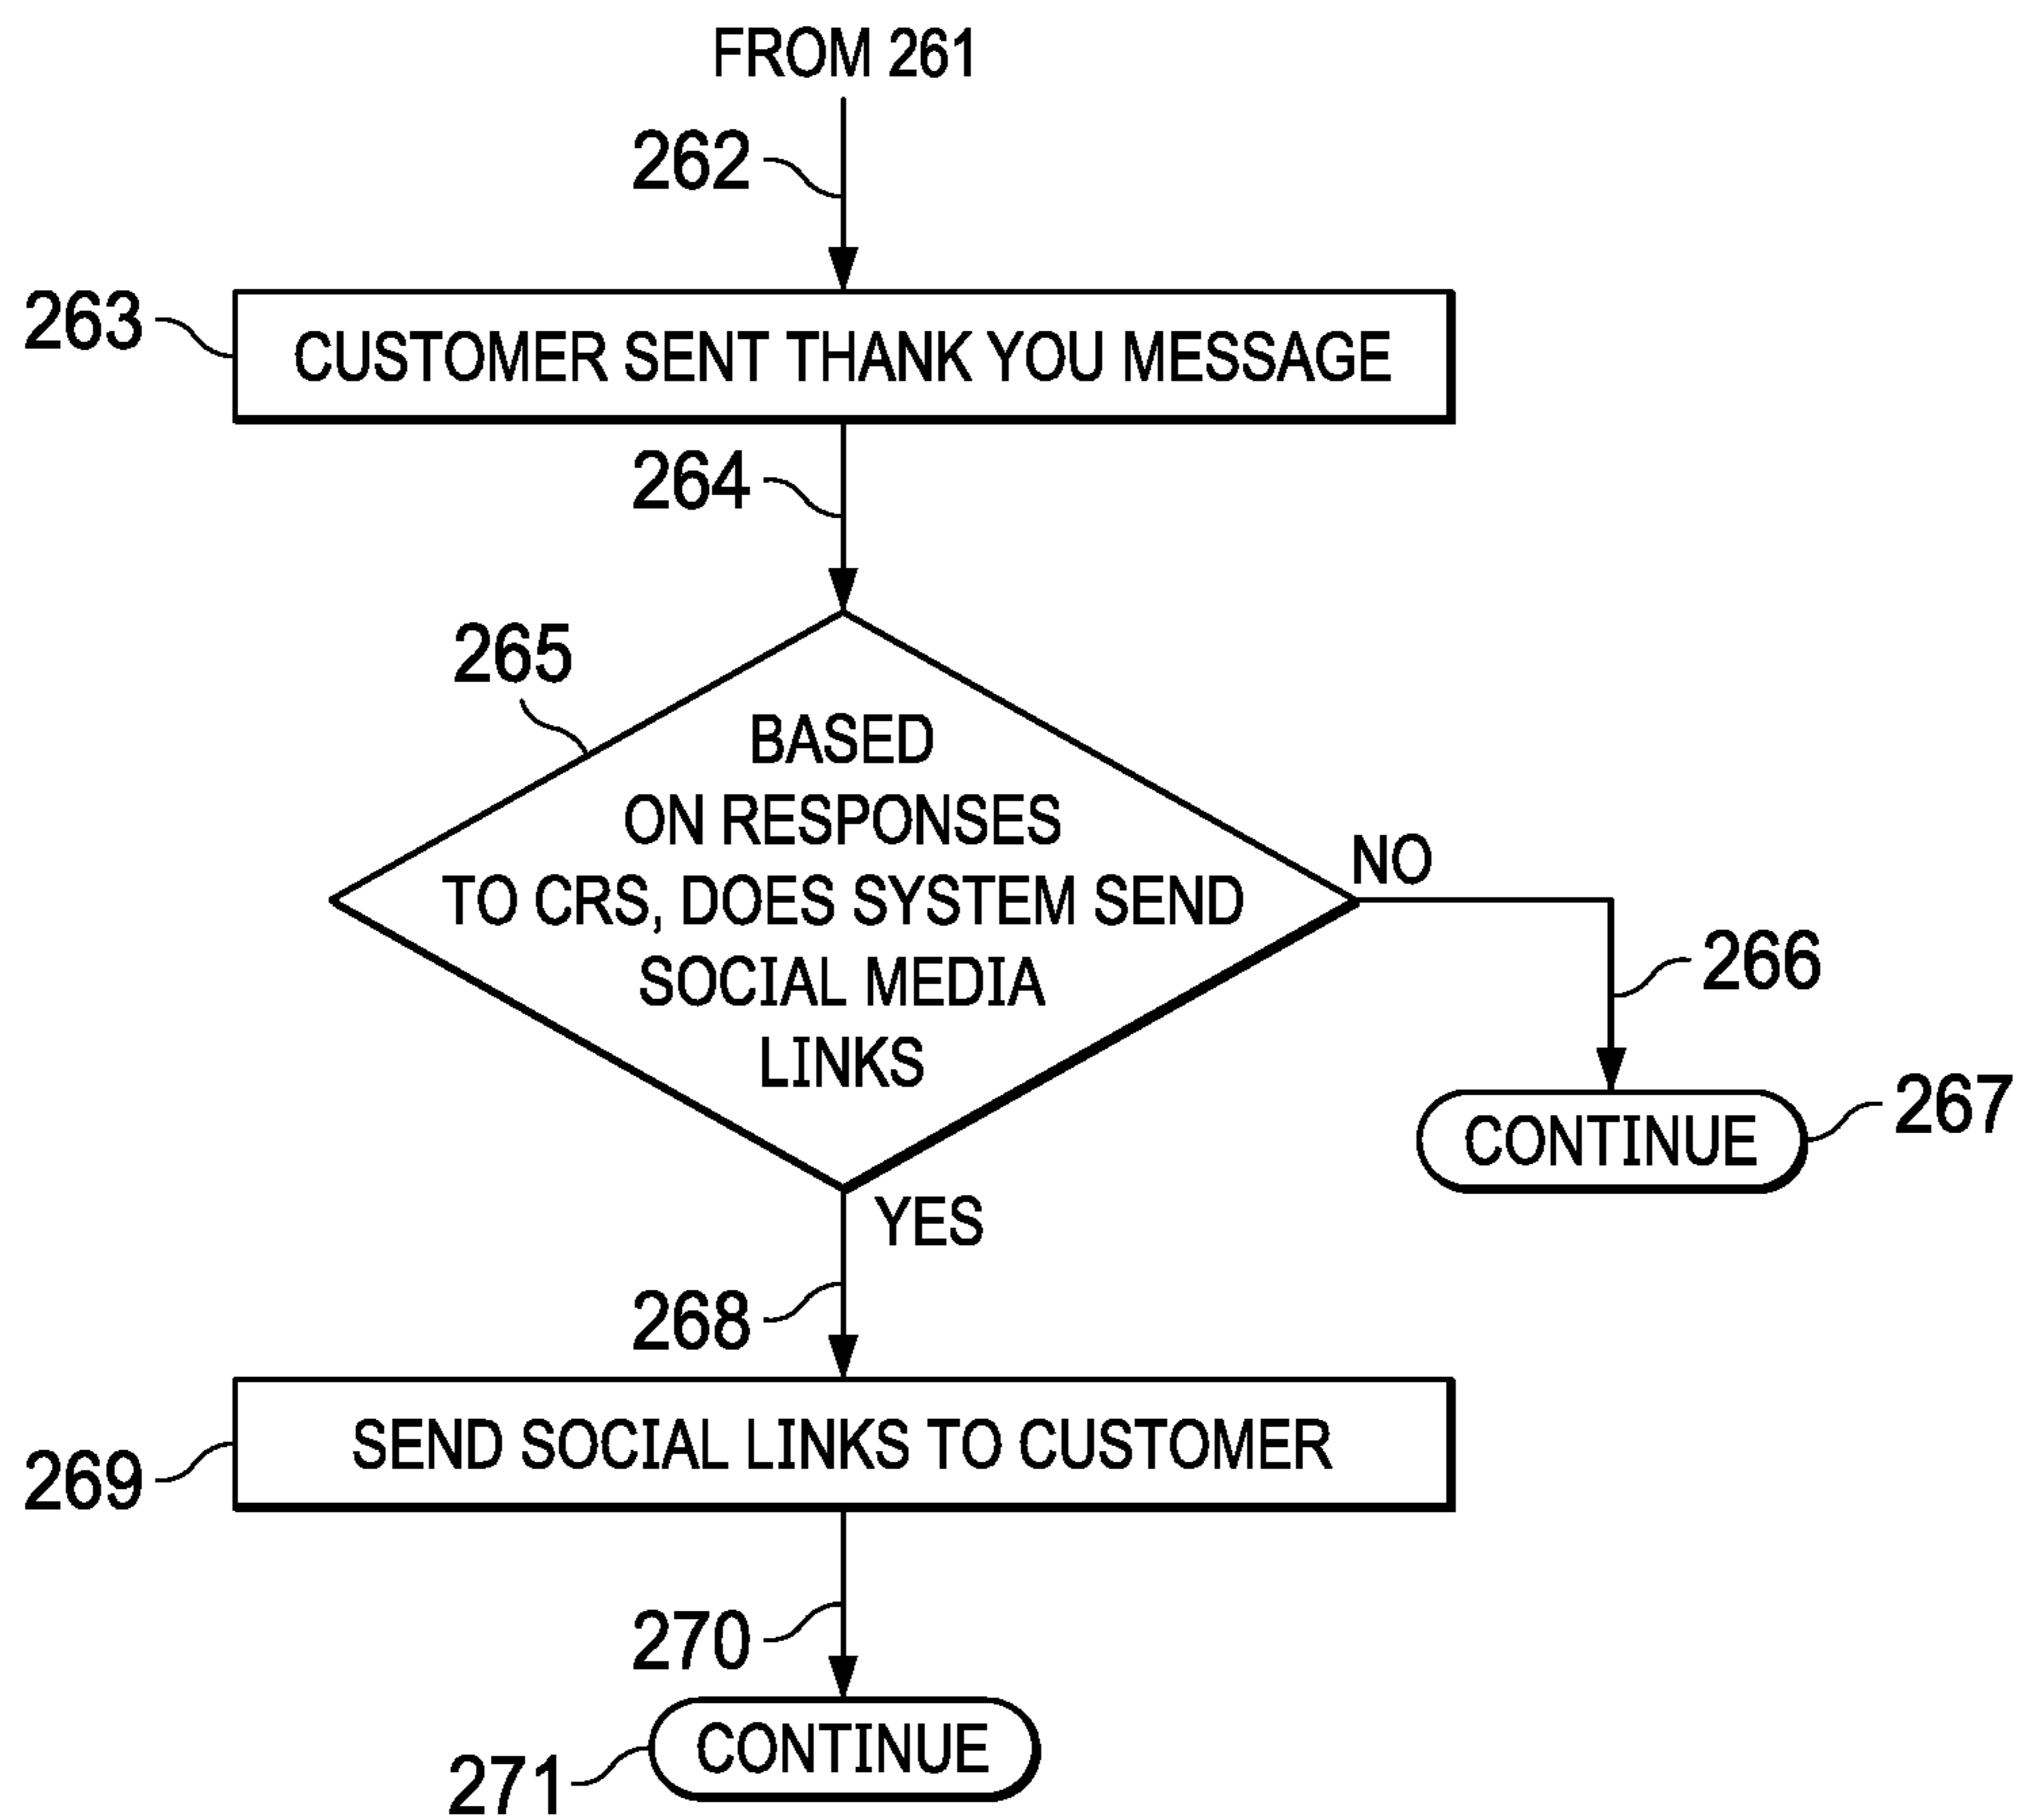 FROM 261
262
263
CUSTOMER SENT THANK YOU MESSAGE
264
265
BASED
ON RESPONSES
TO CRS, DOES SYSTEM SEND
SOCIAL MEDIA
LINKS
NO
266
CONTINUE
267
YES
268
SEND SOCIAL LINKS TO CUSTOMER
269
270
CONTINUE
271